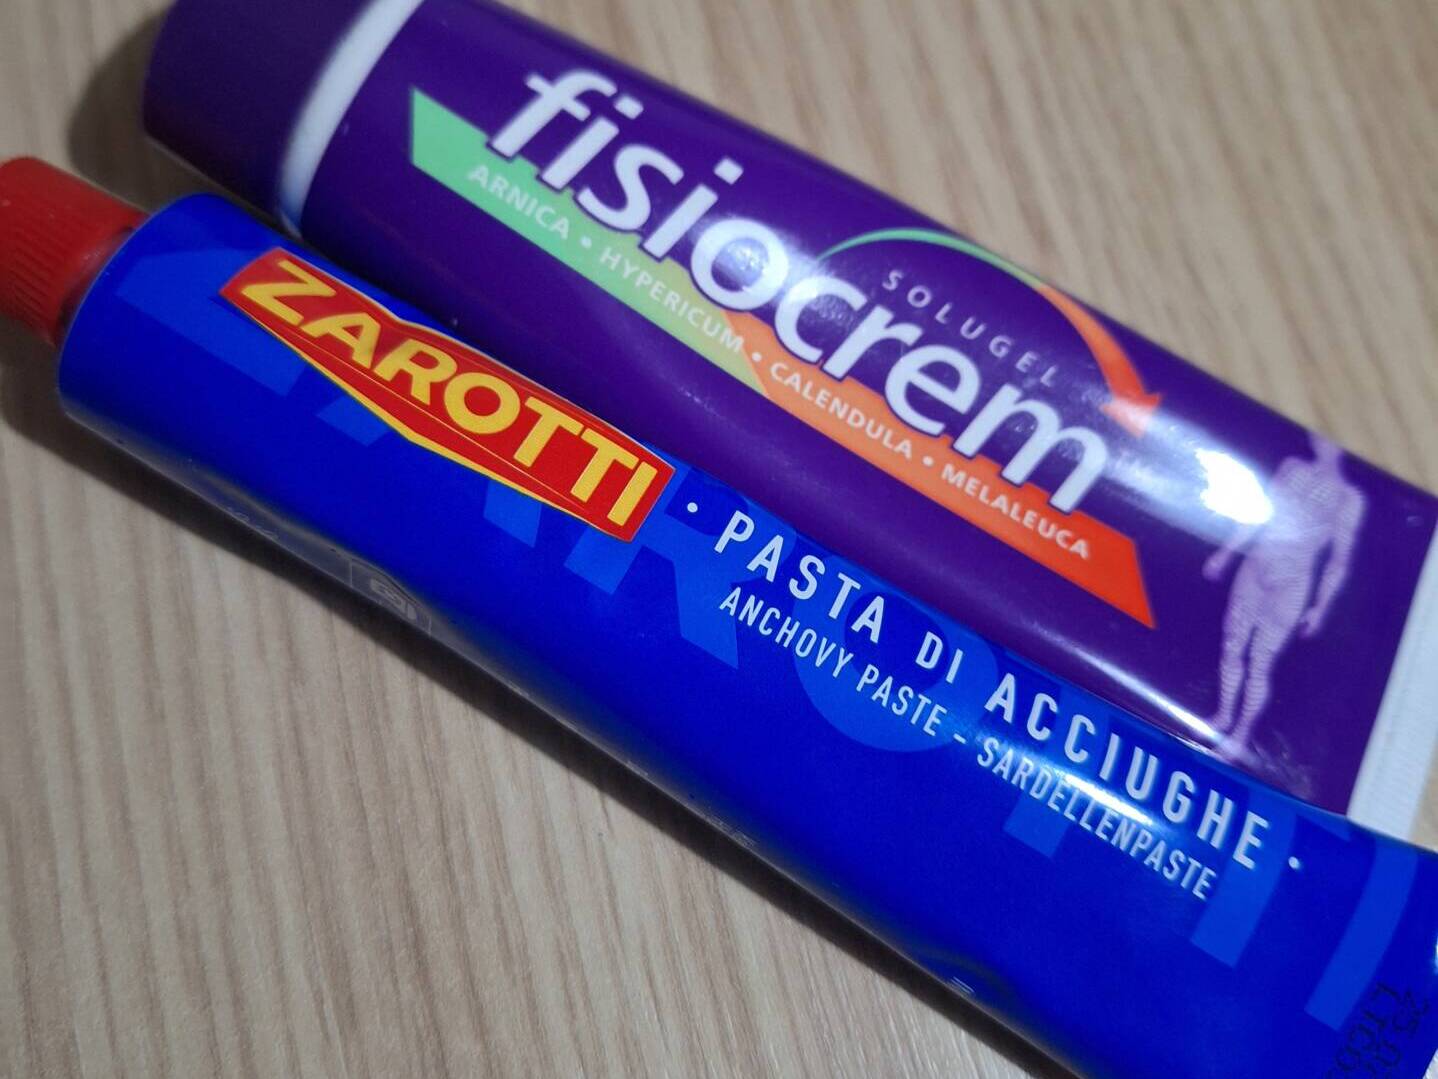 fisiocrem
SOLUGEL
ARNICA • HYPERICUM • CALENDULA • MELALEUCA
ZAROTTI
• PASTA DI ACCIUGHE •
ANCHOVY PASTE - SARDELLENPASTE